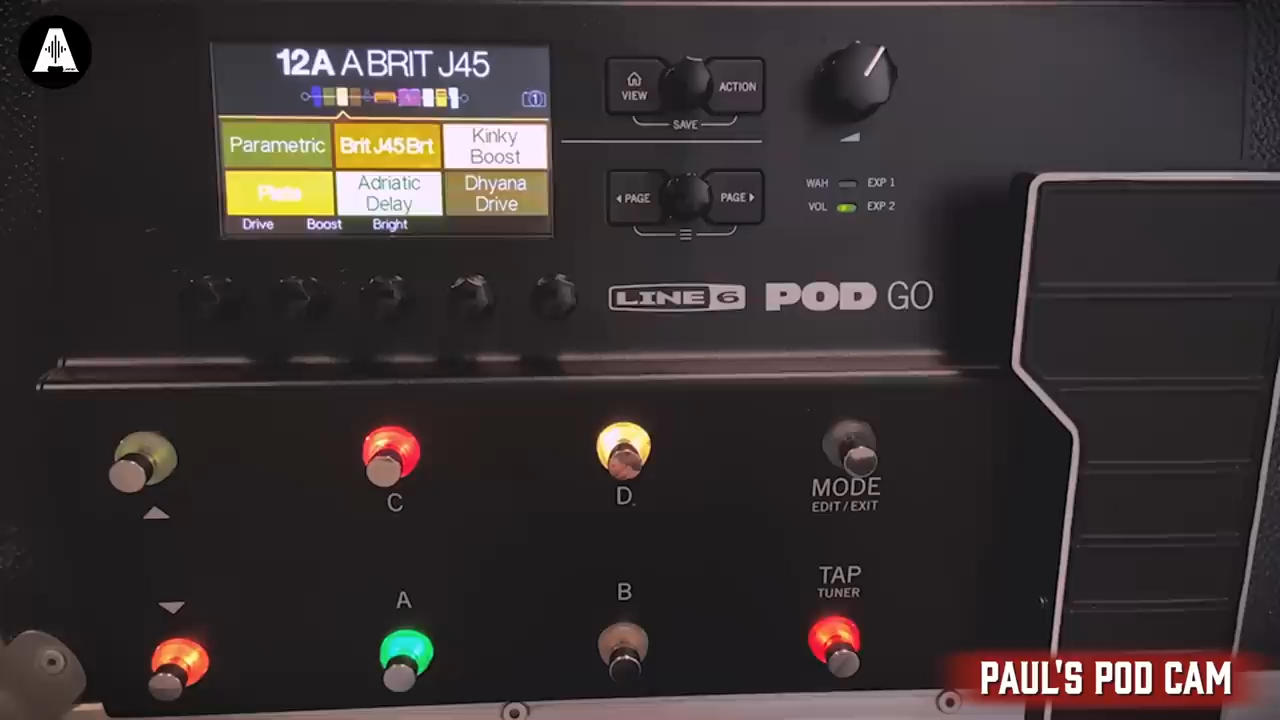 A
12A A BRIT J45
1
Parametric
Brit J45 Brt
Kinky
Boost
Plate
Adriatic
Delay
Dhyana
Drive
Drive Boost Bright
VIEW
ACTION
SAVE
PAGE
PAGE
WAH EXP 1
VOL EXP 2
LINE 6 POD GO
C
D
MODE
EDIT / EXIT
A
B
TAP
TUNER
PAUL'S POD CAM